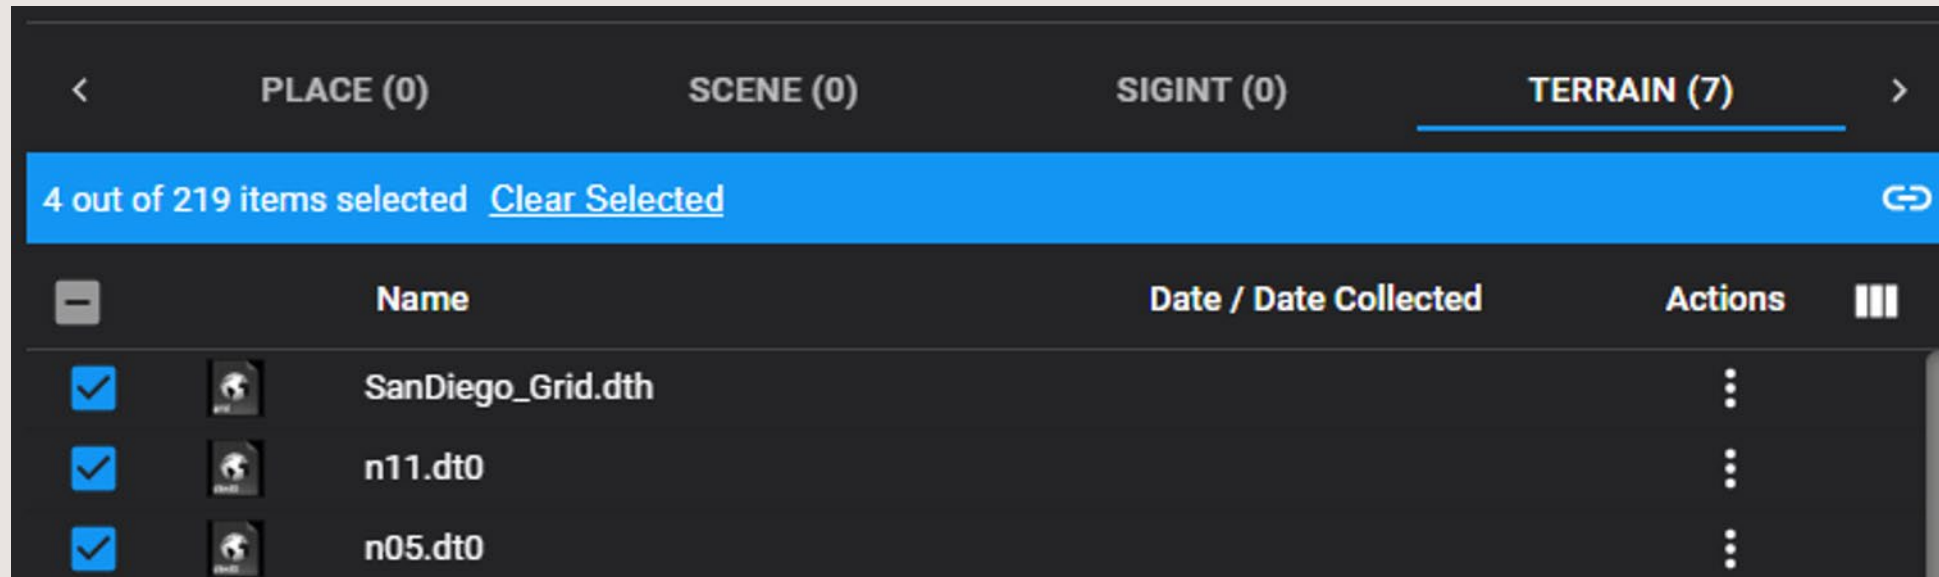 PLACE (0) SCENE (0) SIGINT (0) TERRAIN (7)
4 out of 219 items selected Clear Selected
Name Date / Date Collected Actions
SanDiego_Grid.dth
n11.dt0
n05.dt0